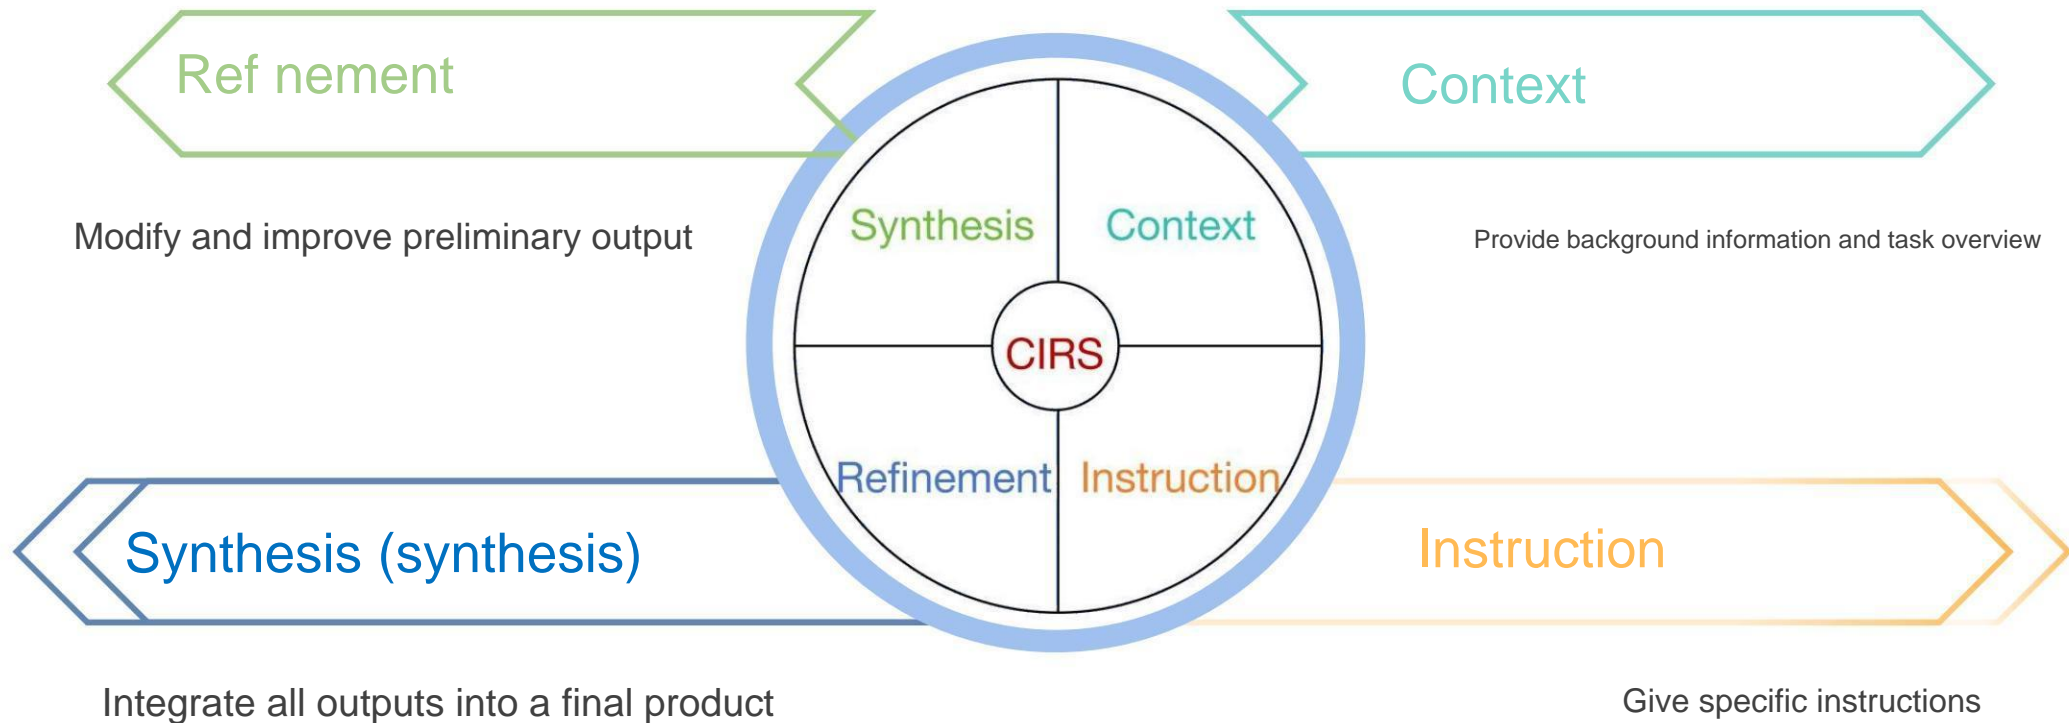 Ref nement
Context
Modify and improve preliminary output
Provide background information and task overview
Synthesis
Context
CIRS
Refinement
Instruction
Synthesis (synthesis)
Instruction
Integrate all outputs into a final product
Give specific instructions